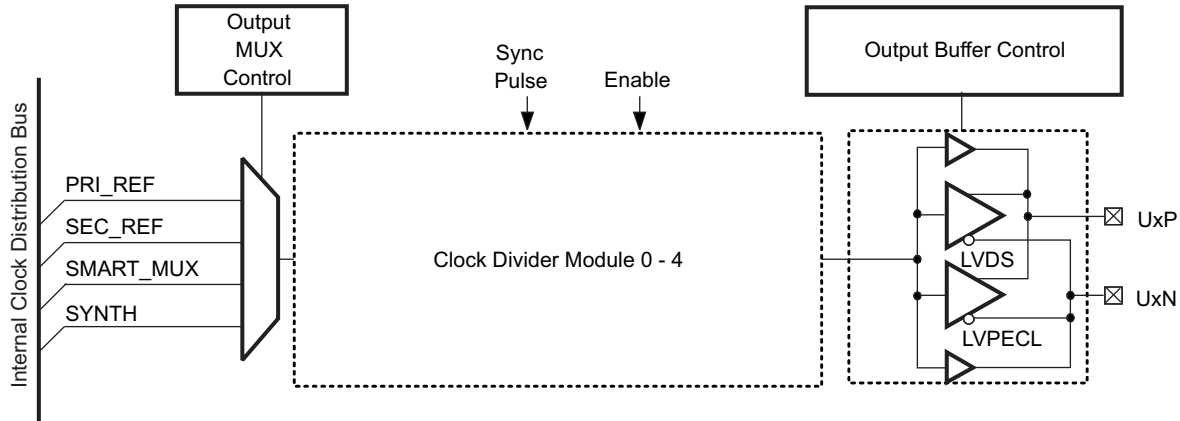 Output
MUX
Control
Sync
Pulse
Enable
Output Buffer Control
Internal Clock Distribution Bus
PRI_REF
SEC_REF
SMART_MUX
SYNTH
Clock Divider Module 0 - 4
LVDS
LVPECL
UxP
UxN